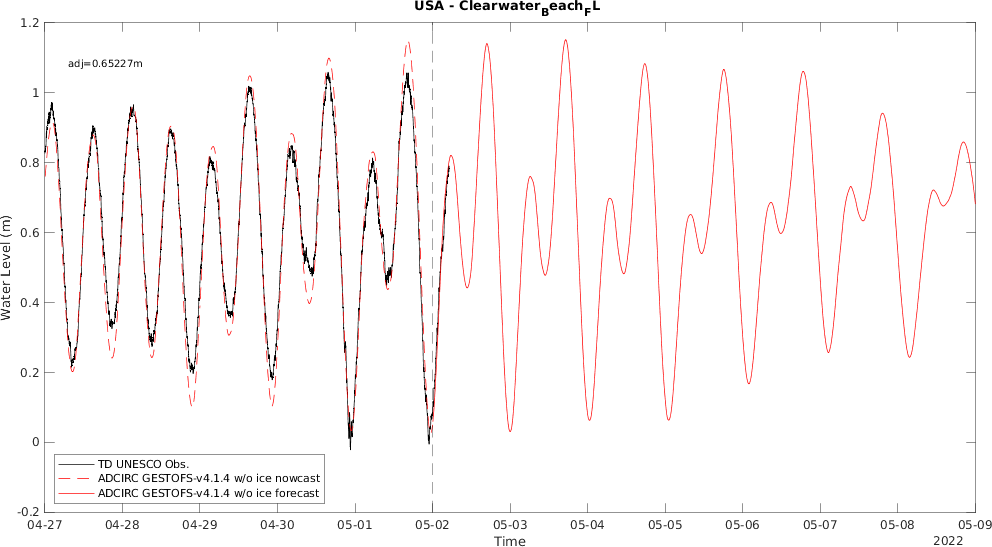 USA - Clearwater_Beach_FL
adj=0.65227m
1.2
1
0.8
0.6
0.4
0.2
0
-0.2
Water Level (m)
TD UNESCO Obs.
ADCIRC GESTOFS-v4.1.4 w/o ice nowcast
ADCIRC GESTOFS-v4.1.4 w/o ice forecast
04-27 04-28 04-29 04-30 05-01 05-02 05-03 05-04 05-05 05-06 05-07 05-08 05-09
Time
2022